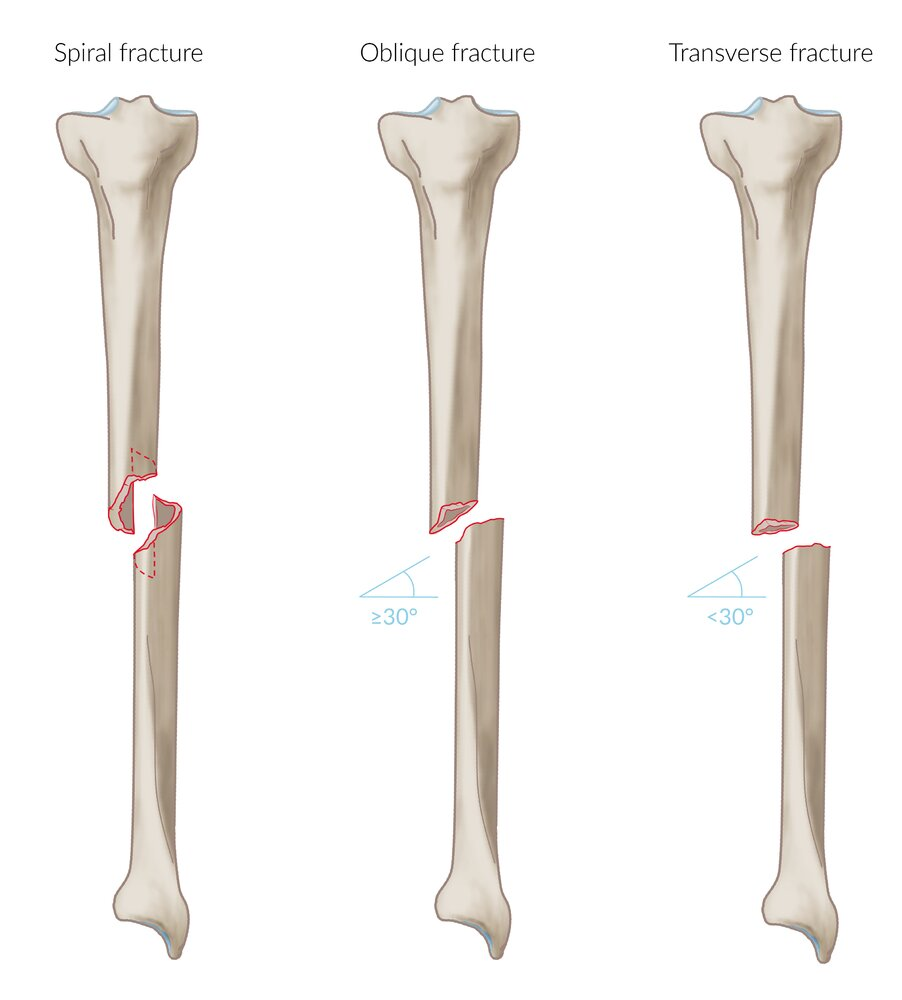 Spiral fracture
Oblique fracture
Transverse fracture
≥30°
<30°